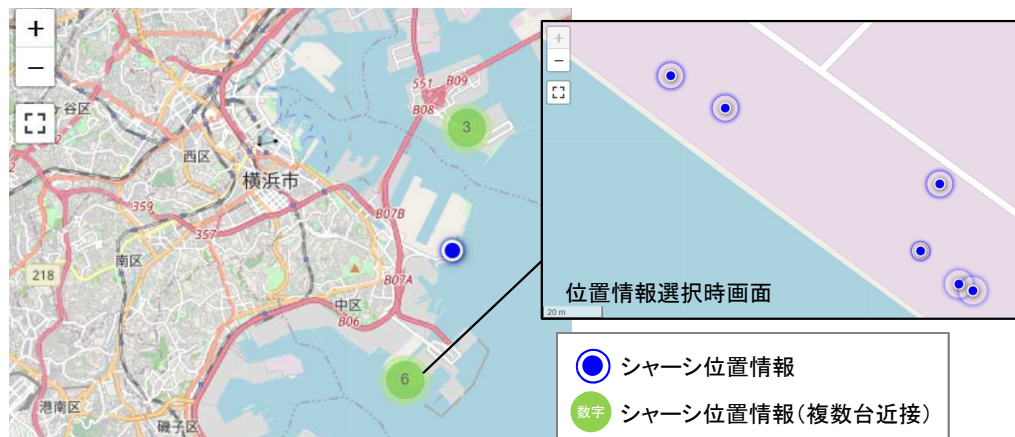 +
−
ヶ谷区
西区
横浜市
359
357
南区
218
中区
B06
港南区
磯子区
551
B09
B08
3
B07B
B07A
6
+
−
位置情報選択時画面
20 m
シャーシ位置情報
数字
シャーシ位置情報(複数台近接)